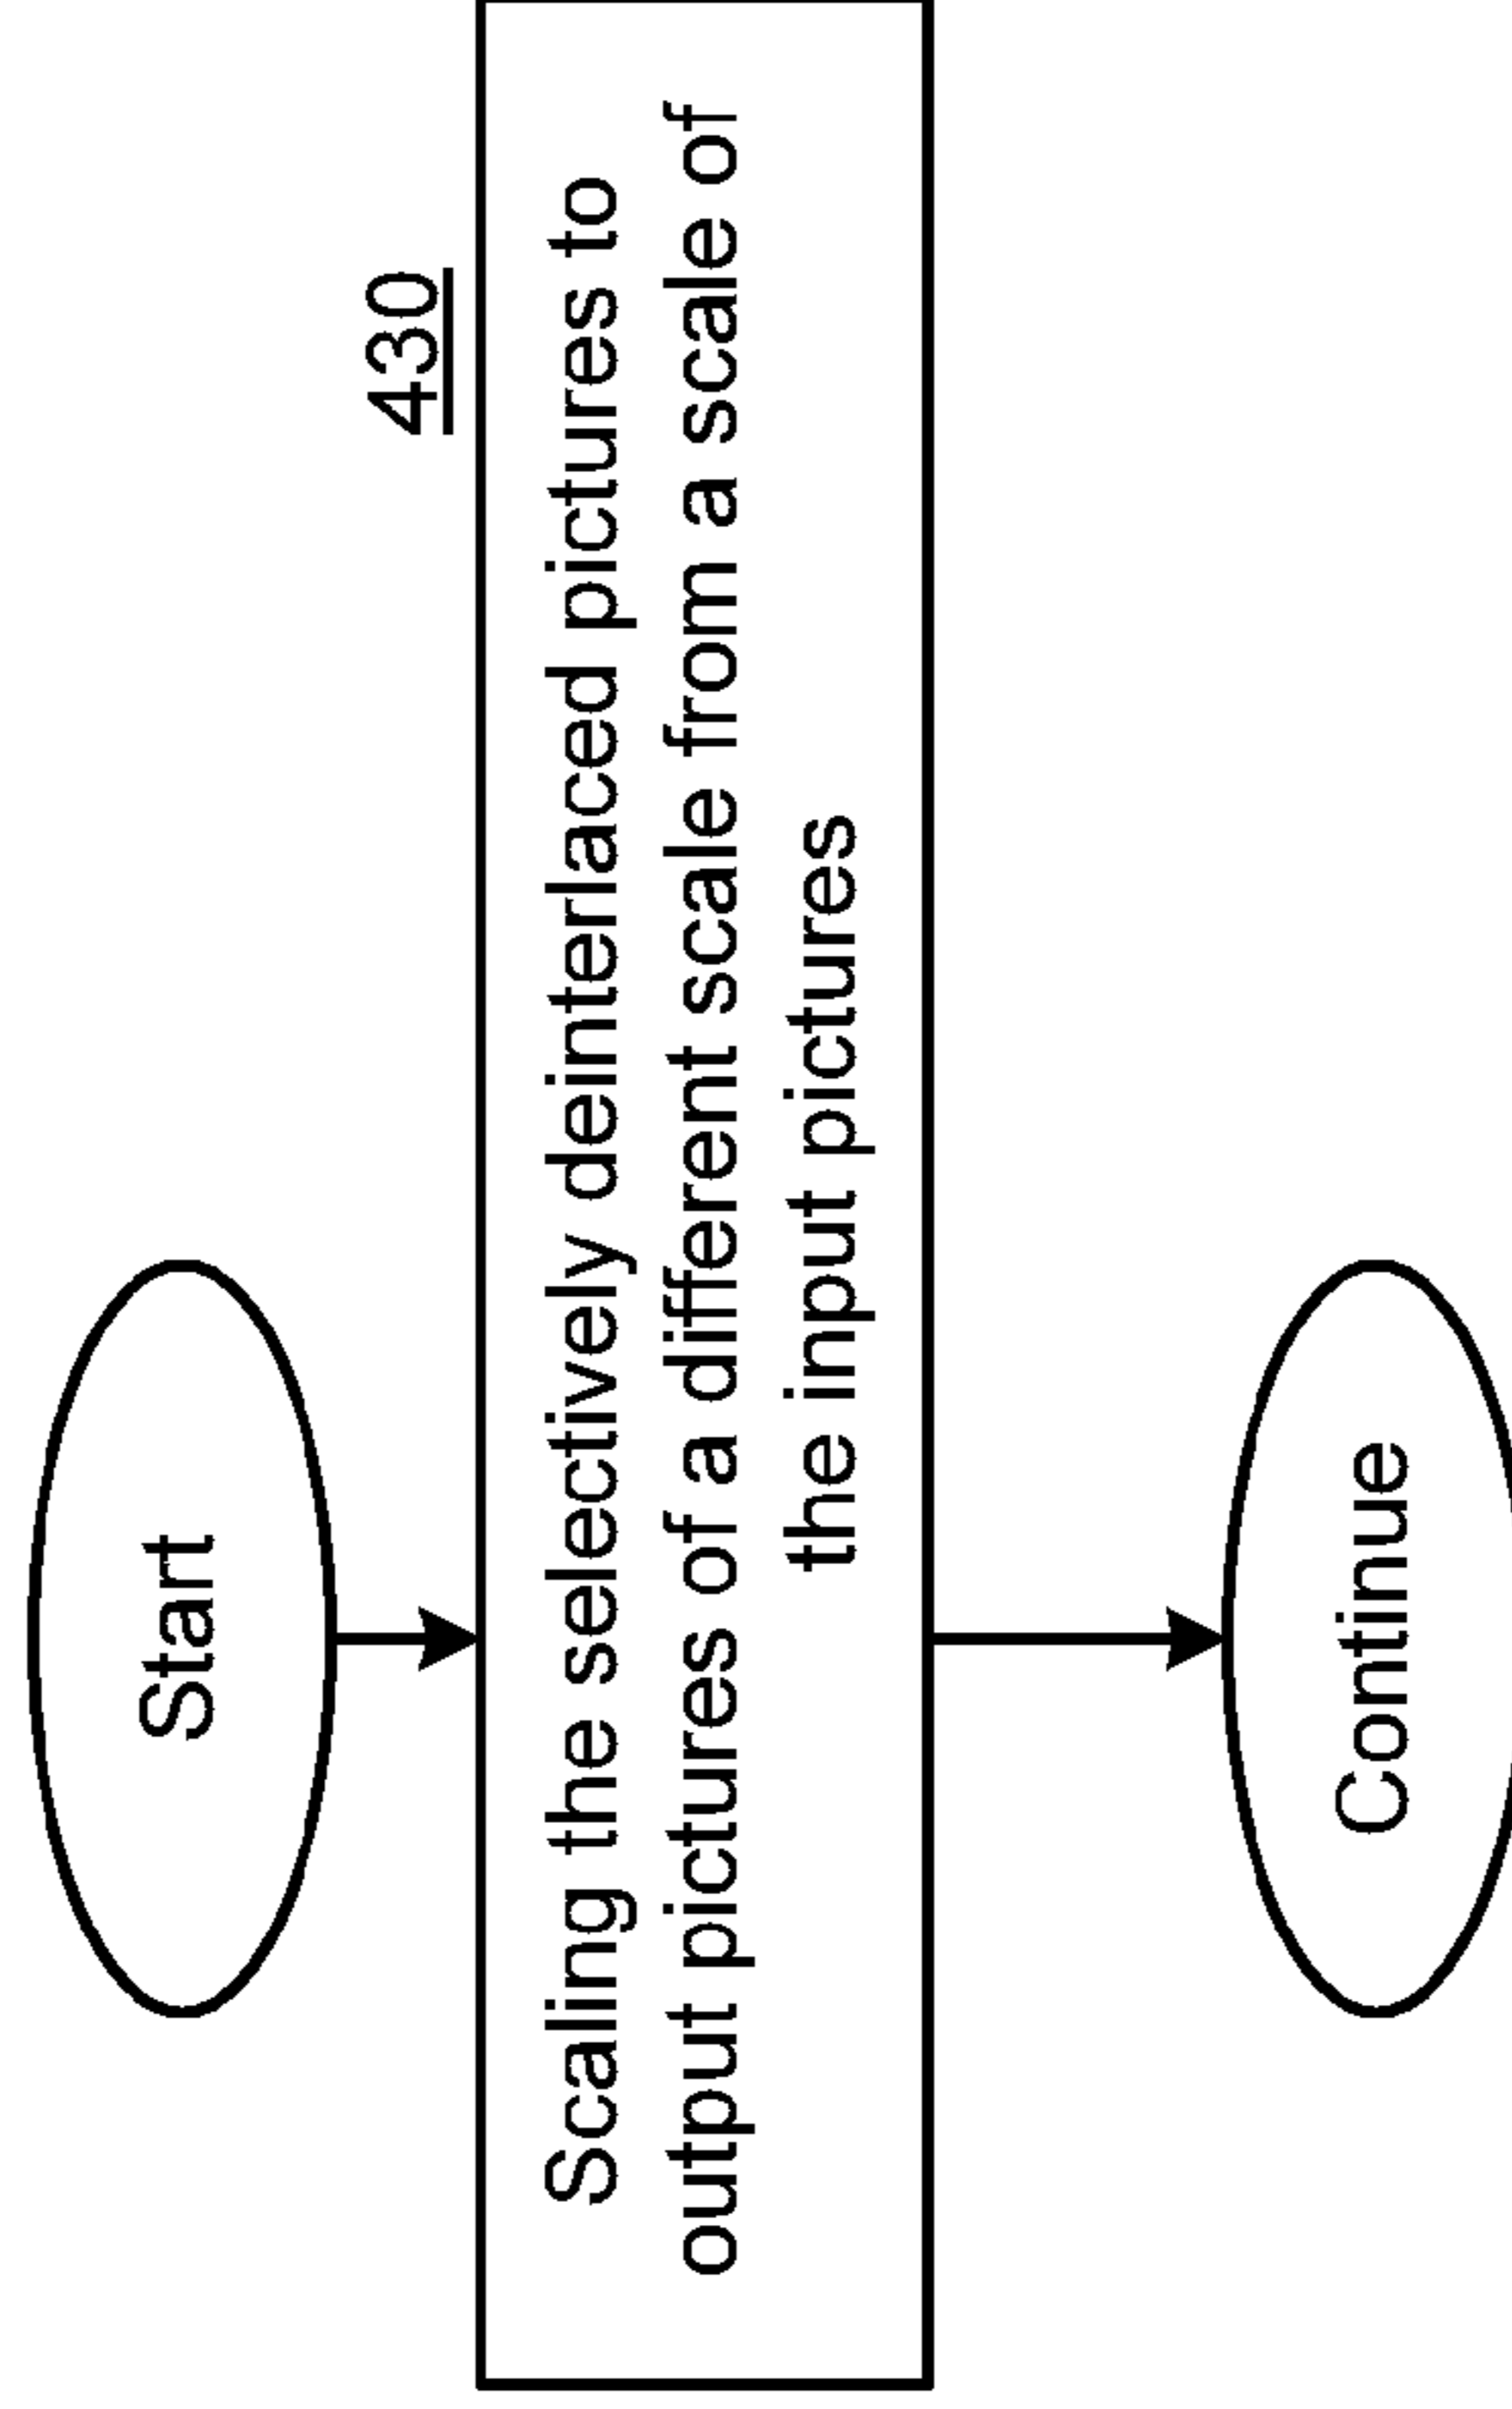 Start
430
Scaling the selectively deinterlaced pictures to
output pictures of a different scale from a scale of
the input pictures
Continue